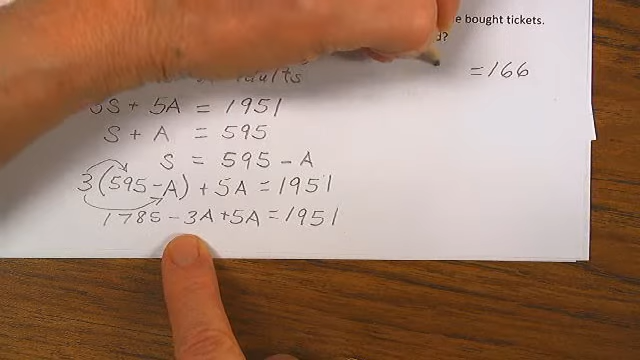 e bought tickets.
d?
= 166
S + 5A = 1951
S + A = 595
S = 595 - A
3(595 - A) + 5A = 1951
1785 - 3A + 5A = 1951